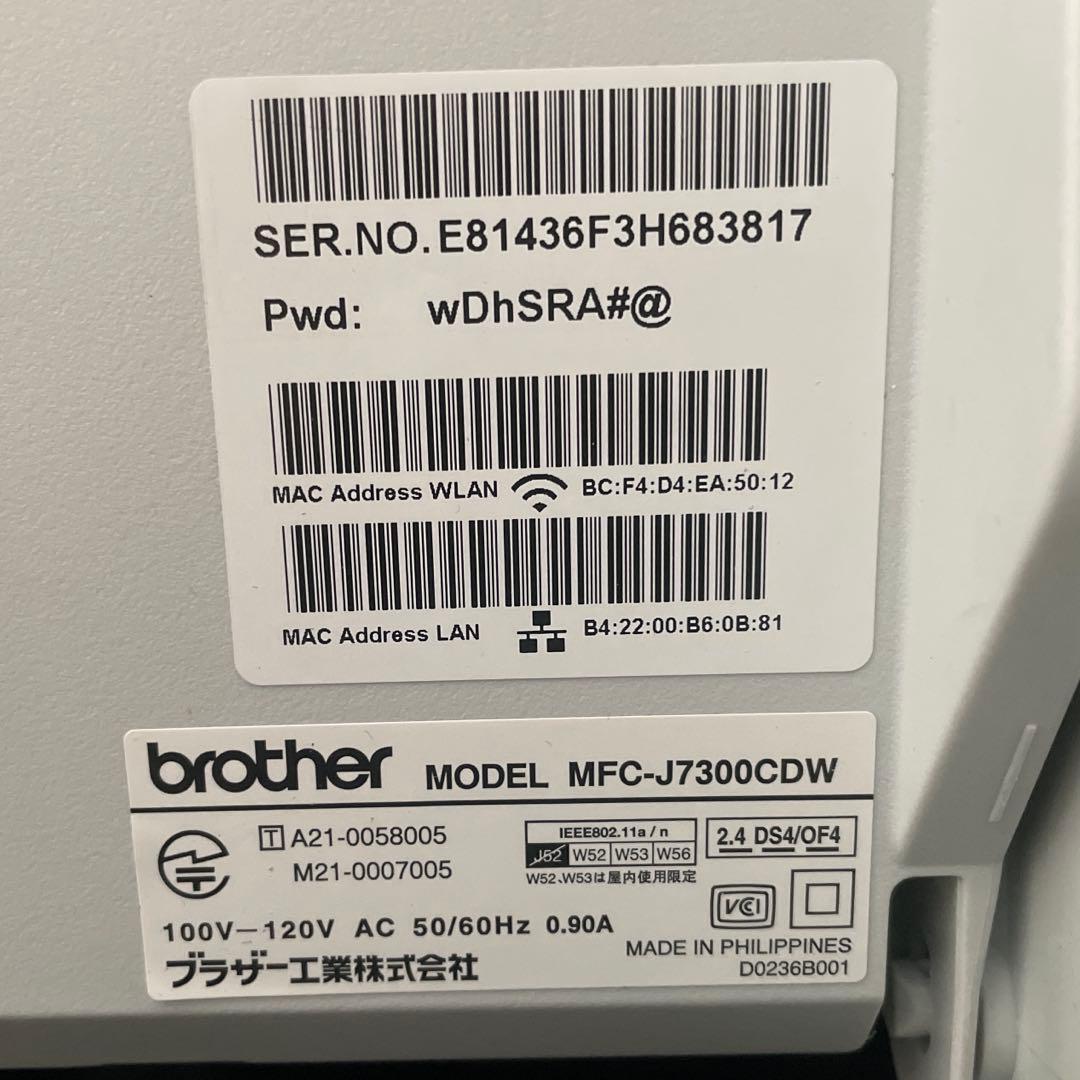 SER.NO.E81436F3H683817
Pwd: wDhSRA#@
MAC Address WLAN BC:F4:D4:EA:50:12
MAC Address LAN B4:22:00:B6:0B:81
brother MODEL MFC-J7300CDW
T A21-0058005
M21-0007005
IEEE802.11a/n
J52 W52 W53 W56
W52、W53は屋内使用限定
2.4 DS4/OF4
VCI
100V-120V AC 50/60Hz 0.90A
ブラザー工業株式会社
MADE IN PHILIPPINES
D0236B001